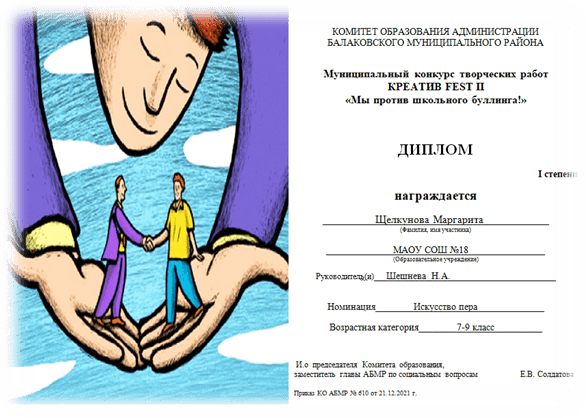 КОМИТЕТ ОБРАЗОВАНИЯ АДМИНИСТРАЦИИ
БАЛАКОВСКОГО МУНИЦИПАЛЬНОГО РАЙОНА
Муниципальный конкурс творческих работ
КРЕАТИВ FEST II
«Мы против школьного буллинга!»
ДИПЛОМ
I степени
награждается
Щелкунова Маргарита
(Фамилия, имя участника)
МАОУ СОШ №18
(Образовательное учреждение)
Руководитель(и) Шешнева Н.А.
Номинация Искусство пера
Возрастная категория 7-9 класс
И.о председателя Комитета образования,
заместитель главы АБМР по социальным вопросам Е.В. Солдатова
Приказ КО АБМР № 610 от 21.12.2021 г.